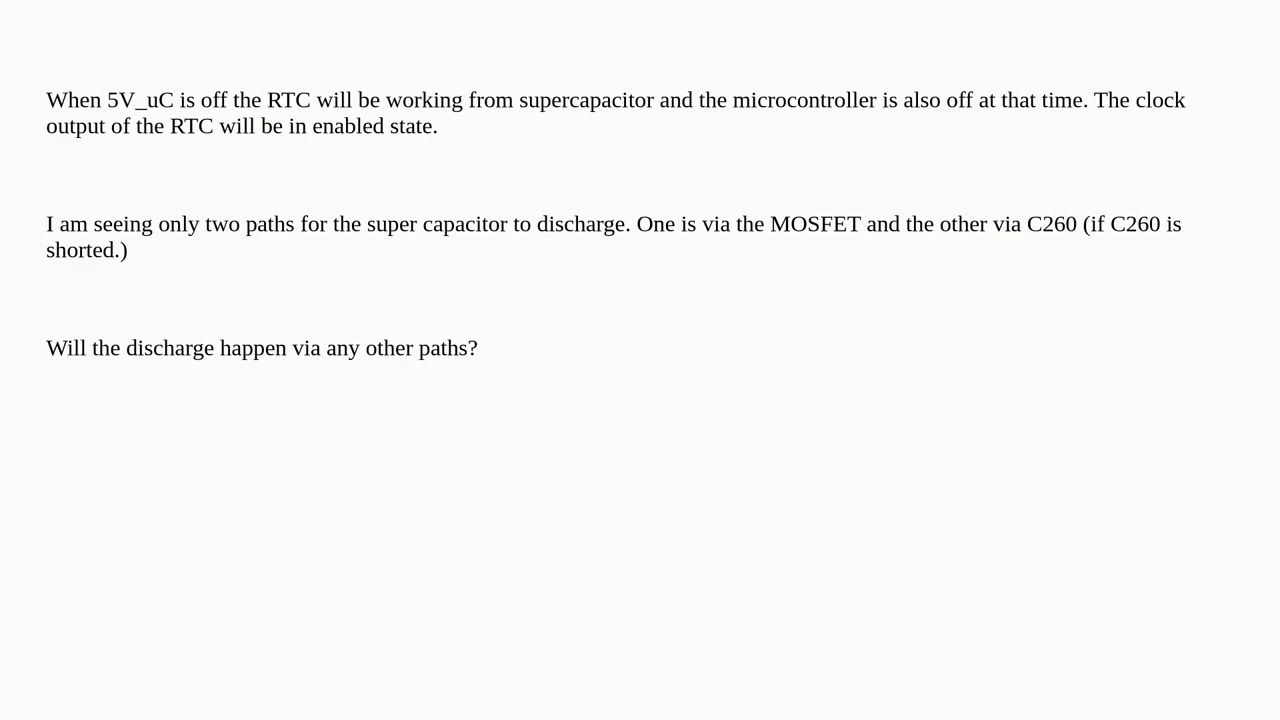 When 5V_uC is off the RTC will be working from supercapacitor and the microcontroller is also off at that time. The clock
output of the RTC will be in enabled state.
I am seeing only two paths for the super capacitor to discharge. One is via the MOSFET and the other via C260 (if C260 is
shorted.)
Will the discharge happen via any other paths?